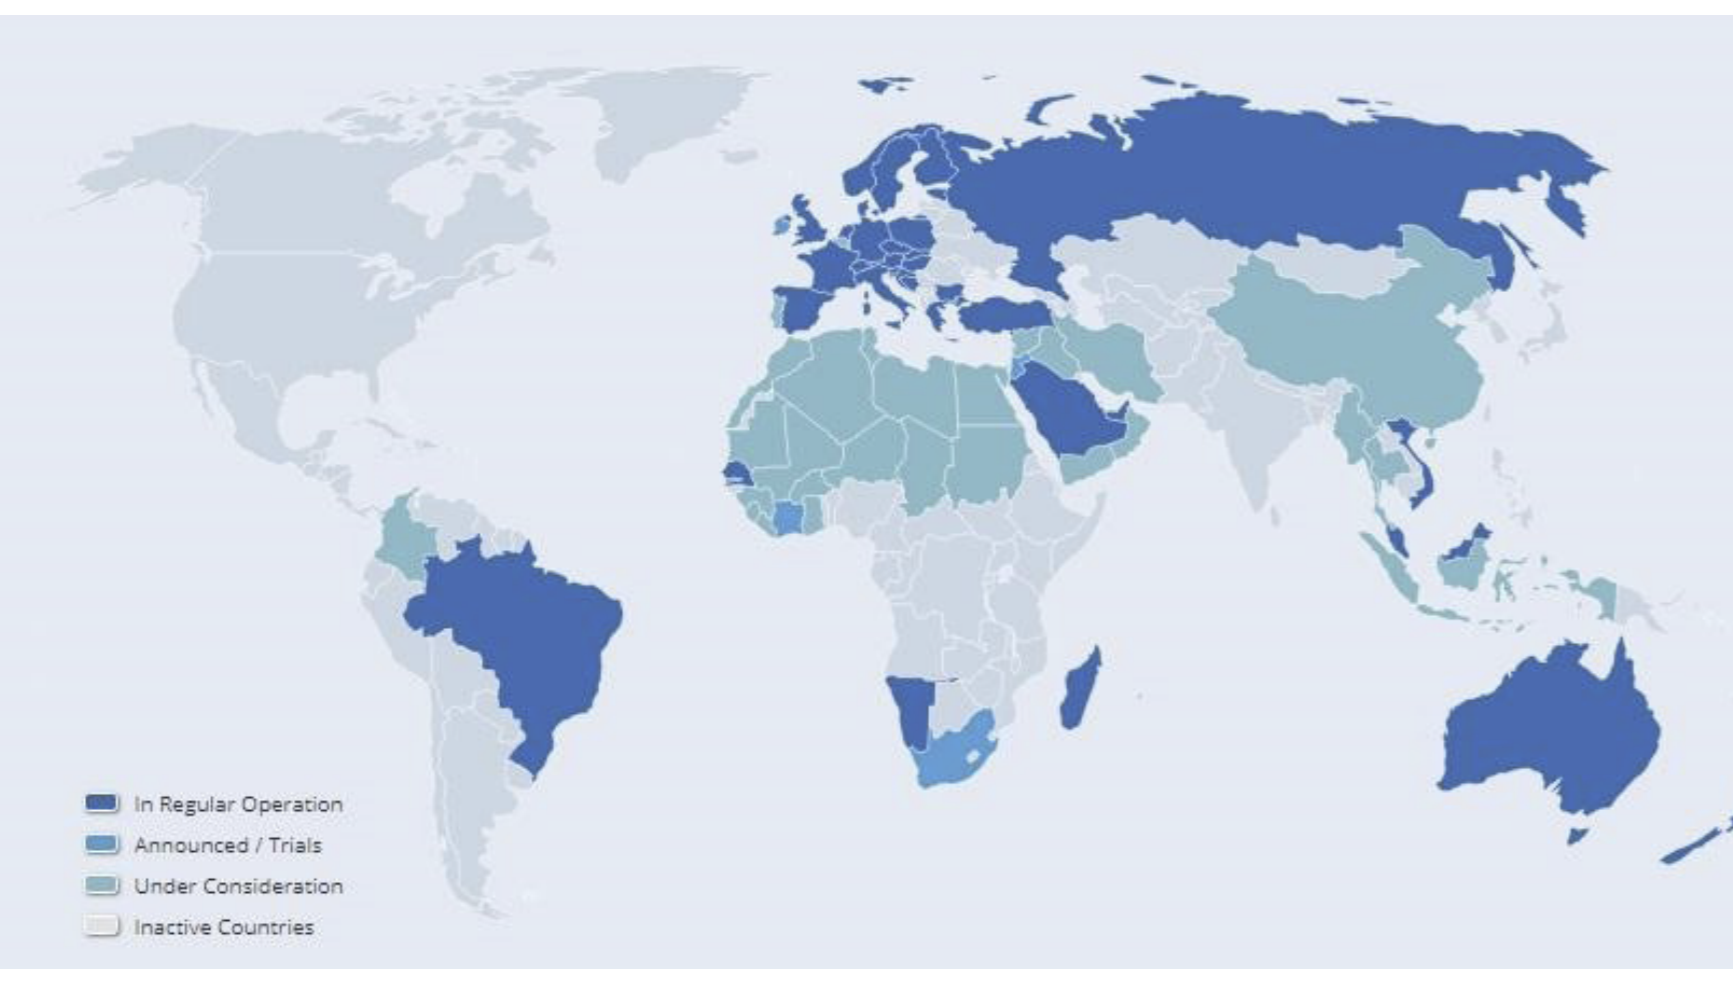 In Regular Operation
Announced / Trials
Under Consideration
Inactive Countries